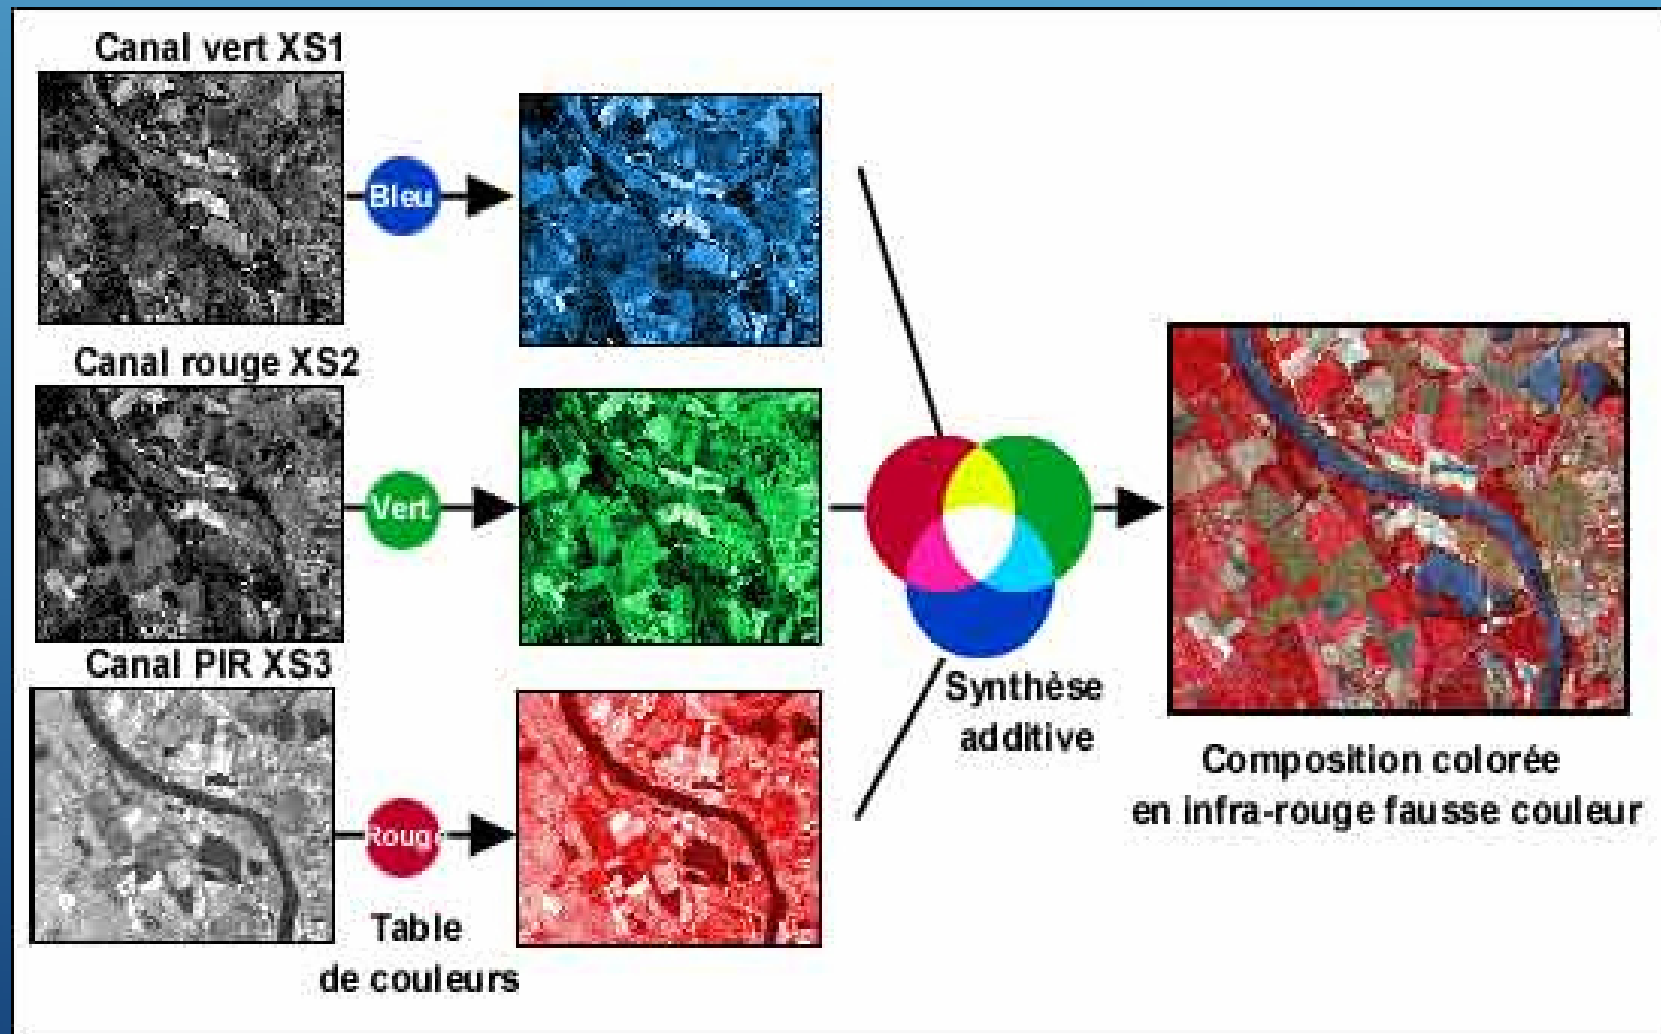 Canal vert XS1
Bleu
Canal rouge XS2
Vert
Canal PIR XS3
Rouge
Table
de couleurs
Synthèse
additive
Composition colorée
en infra-rouge fausse couleur